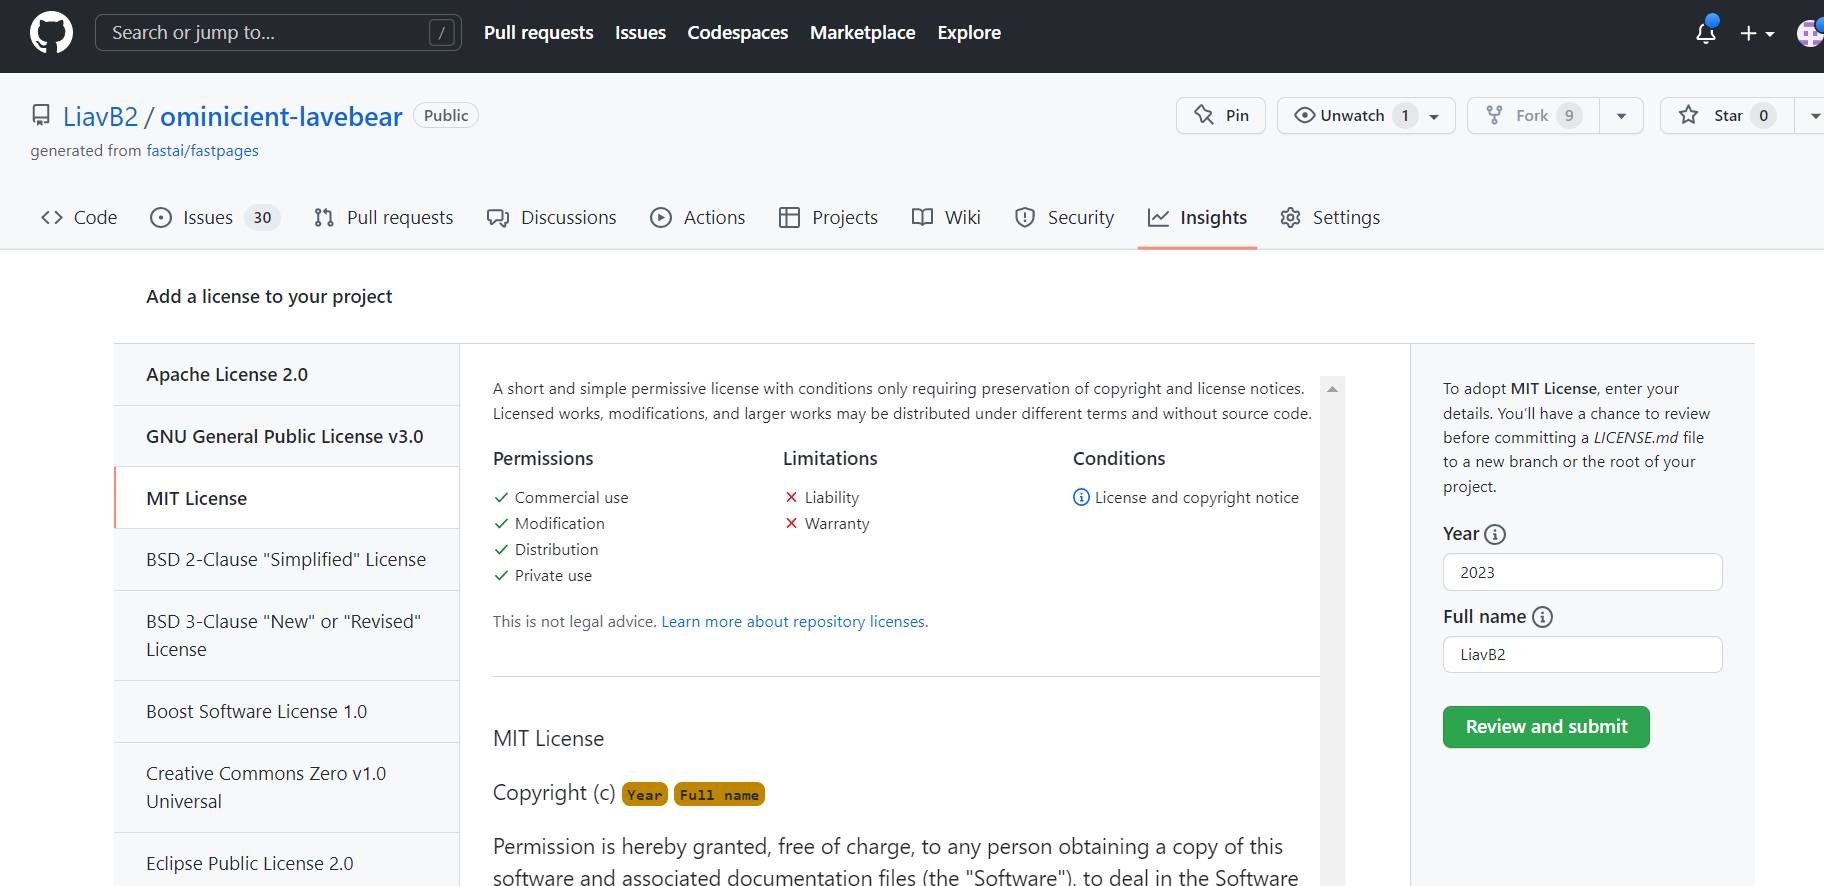 Search or jump to... /
Pull requests Issues Codespaces Marketplace Explore
LiavB2 / ominicient-lavebear Public
Pin Unwatch 1 Fork 9 Star 0
generated from fastai/fastpages
Code Issues 30 Pull requests Discussions Actions Projects Wiki Security Insights Settings
Add a license to your project
Apache License 2.0
GNU General Public License v3.0
MIT License
BSD 2-Clause "Simplified" License
BSD 3-Clause "New" or "Revised"
License
Boost Software License 1.0
Creative Commons Zero v1.0
Universal
Eclipse Public License 2.0
A short and simple permissive license with conditions only requiring preservation of copyright and license notices.
Licensed works, modifications, and larger works may be distributed under different terms and without source code.
Permissions
Commercial use
Modification
Distribution
Private use
Limitations
Liability
Warranty
Conditions
License and copyright notice
This is not legal advice. Learn more about repository licenses.
MIT License
Copyright (c) Year Full name
Permission is hereby granted, free of charge, to any person obtaining a copy of this
software and associated documentation files (the "Software"), to deal in the Software
To adopt MIT License, enter your
details. You'll have a chance to review
before committing a LICENSE.md file
to a new branch or the root of your
project.
Year
2023
Full name
LiavB2
Review and submit